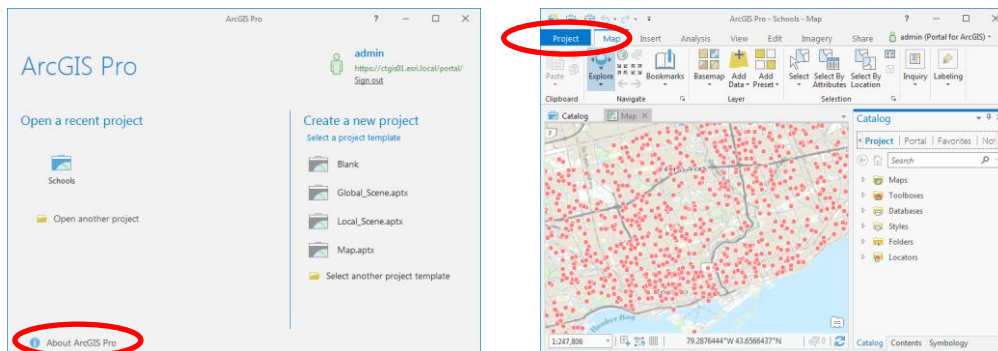 ArcGIS Pro
?
ArcGIS Pro
admin
https://ctgis01.esri.local/portal/
Sign out
Open a recent project
Schools
Open another project
Create a new project
Select a project template
Blank
Global_Scene.aptx
Local_Scene.aptx
Map.aptx
Select another project template
About ArcGIS Pro
ArcGIS Pro - Schools - Map
?
Project Map Insert Analysis View Edit Imagery Share admin (Portal for ArcGIS)
Paste Explore Bookmarks Basemap Add Data Add Preset Select Select By Attributes Select By Location Inquiry Labeling
Clipboard Navigate Layer Selection
Catalog Map
Catalog
Project Portal Favorites
Search
Maps
Toolboxes
Databases
Styles
Folders
Locators
Humber Bay
1:247,806 79.2876444°W 43.6566437°N 0
Catalog Contents Symbology